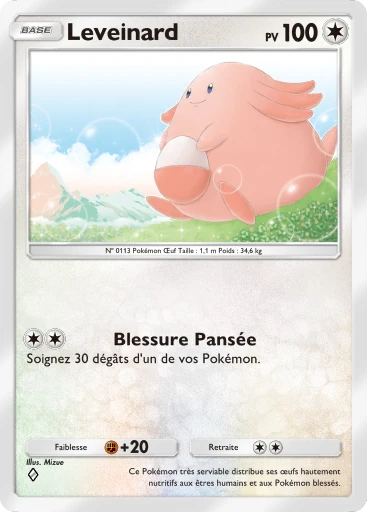 BASE
Leveinard
PV 100
N° 0113 Pokémon Œuf Taille : 1,1 m Poids : 34,6 kg
Blessure Pansée
Soignez 30 dégâts d'un de vos Pokémon.
Faiblesse +20 Retraite
Illus. Mizue
Ce Pokémon très serviable distribue ses œufs hautement
nutritifs aux êtres humains et aux Pokémon blessés.